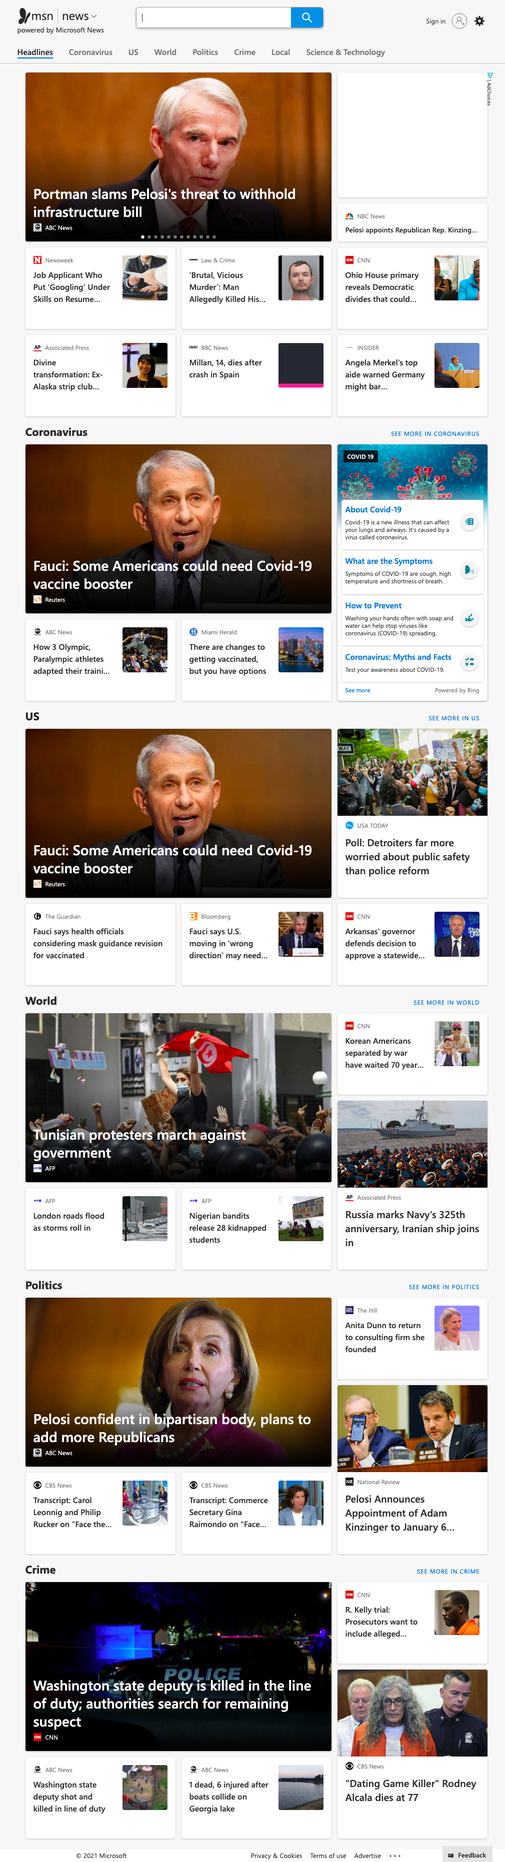 msn | news
powered by Microsoft News
Sign in
Headlines
Coronavirus
US
World
Politics
Crime
Local
Science & Technology
AdChoices
Portman slams Pelosi's threat to withhold
infrastructure bill
ABC News
NBC News
Pelosi appoints Republican Rep. Kinzing...
Newsweek
Job Applicant Who
Put 'Googling' Under
Skills on Resume...
Law & Crime
'Brutal, Vicious
Murder': Man
Allegedly Killed His...
CNN
Ohio House primary
reveals Democratic
divides that could...
AP Associated Press
Divine
transformation: Ex-
Alaska strip club...
BBC News
Millan, 14, dies after
crash in Spain
INSIDER
Angela Merkel's top
aide warned Germany
might bar...
Coronavirus
SEE MORE IN CORONAVIRUS
Fauci: Some Americans could need Covid-19
vaccine booster
Reuters
COVID 19
About Covid-19
Covid-19 is a new illness that can affect
your lungs and airways. It's caused by a
virus called coronavirus.
What are the Symptoms
Symptoms of COVID-19 are cough, high
temperature and shortness of breath.
How to Prevent
Washing your hands often with soap and
water can help stop viruses like
coronavirus (COVID-19) spreading.
Coronavirus: Myths and Facts
Test your awareness about COVID-19.
See more
Powered by Bing
ABC News
How 3 Olympic,
Paralympic athletes
adapted their traini...
Miami Herald
There are changes to
getting vaccinated,
but you have options
US
SEE MORE IN US
Fauci: Some Americans could need Covid-19
vaccine booster
Reuters
USA TODAY
Poll: Detroiters far more
worried about public safety
than police reform
The Guardian
Fauci says health officials
considering mask guidance revision
for vaccinated
Bloomberg
Fauci says U.S.
moving in 'wrong
direction' may need...
CNN
Arkansas' governor
defends decision to
approve a statewide...
World
SEE MORE IN WORLD
Tunisian protesters march against
government
AFP
CNN
Korean Americans
separated by war
have waited 70 year...
AP Associated Press
Russia marks Navy's 325th
anniversary, Iranian ship joins
in
AFP
London roads flood
as storms roll in
AFP
Nigerian bandits
release 28 kidnapped
students
Politics
SEE MORE IN POLITICS
Pelosi confident in bipartisan body, plans to
add more Republicans
ABC News
The Hill
Anita Dunn to return
to consulting firm she
founded
NR National Review
Pelosi Announces
Appointment of Adam
Kinzinger to January 6...
CBS News
Transcript: Carol
Leonnig and Philip
Rucker on "Face the...
CBS News
Transcript: Commerce
Secretary Gina
Raimondo on "Face...
Crime
SEE MORE IN CRIME
POLICE
Washington state deputy is killed in the line
of duty; authorities search for remaining
suspect
CNN
CNN
R. Kelly trial:
Prosecutors want to
include alleged...
CBS News
"Dating Game Killer" Rodney
Alcala dies at 77
ABC News
Washington state
deputy shot and
killed in line of duty
ABC News
1 dead, 6 injured after
boats collide on
Georgia lake
© 2021 Microsoft
Privacy & Cookies
Terms of use
Advertise
...
Feedback